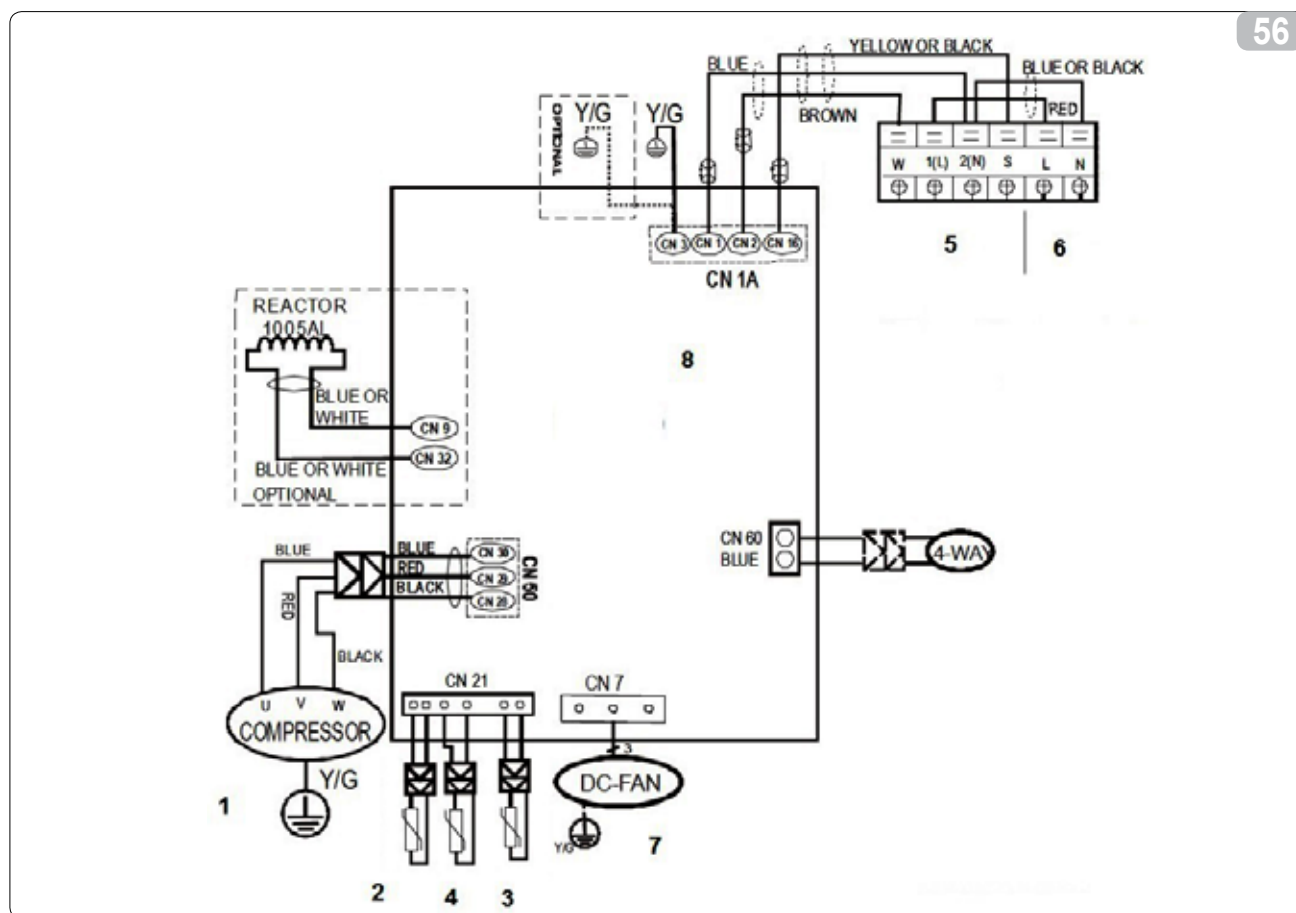 56
YELLOW OR BLACK
BLUE
BLUE OR BLACK
BROWN
RED
OPTIONAL
Y/G
Y/G
W 1(L) 2(N) S L N
5 6
CN 3 CN 1 CN 2 CN 16
CN 1A
REACTOR
1005AL
BLUE OR
WHITE
CN 9
CN 32
BLUE OR WHITE
OPTIONAL
8
BLUE
BLUE
RED
BLACK
CN 30
CN 29
CN 28
CN 50
RED
BLACK
CN 60
BLUE
4-WAY
U V W
COMPRESSOR
Y/G
1
CN 21
CN 7
3
DC-FAN
Y/G
7
2 4 3